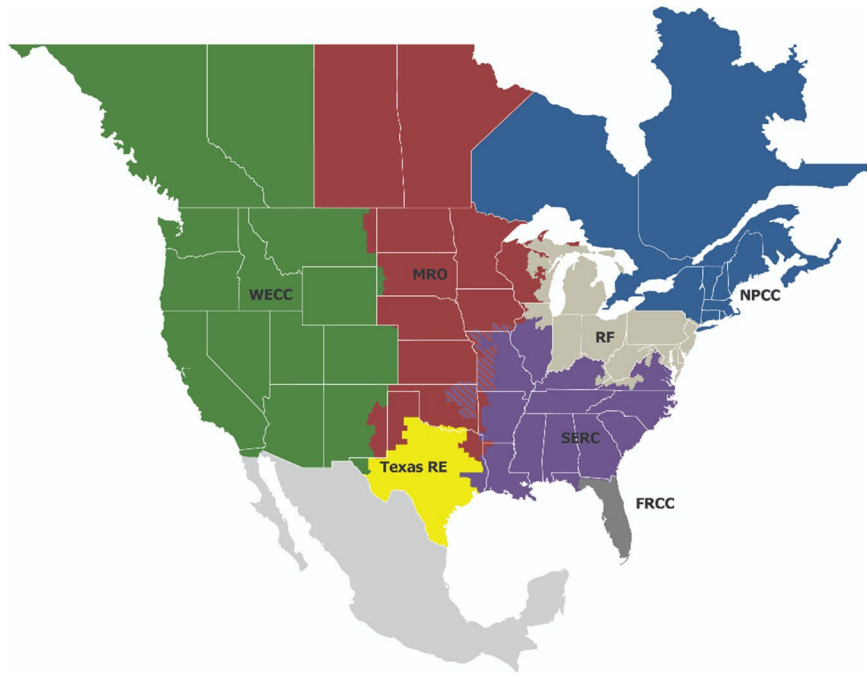 WECC
MRO
NPCC
RF
SERC
Texas RE
FRCC